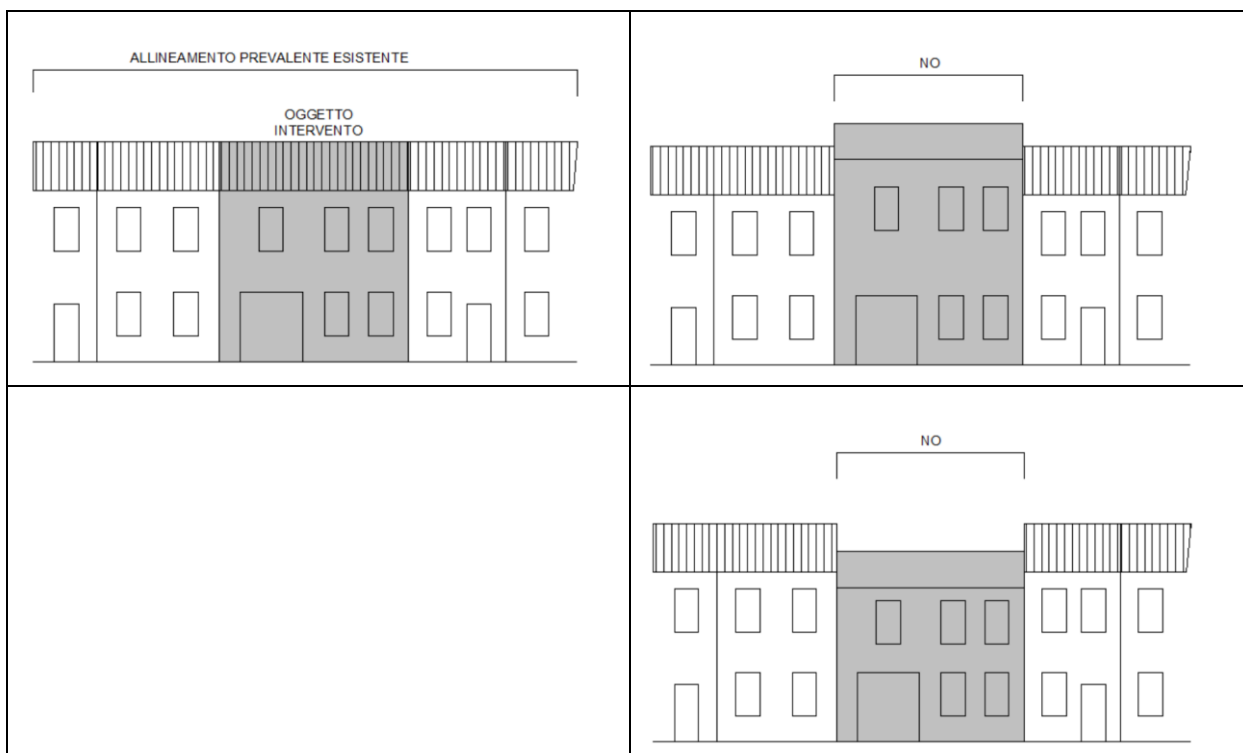 ALLINEAMENTO PREVALENTE ESISTENTE
OGGETTO
INTERVENTO
NO
NO